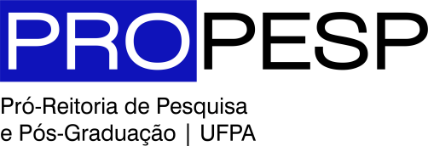 PROPESP
Pró-Reitoria de Pesquisa
e Pós-Graduação | UFPA